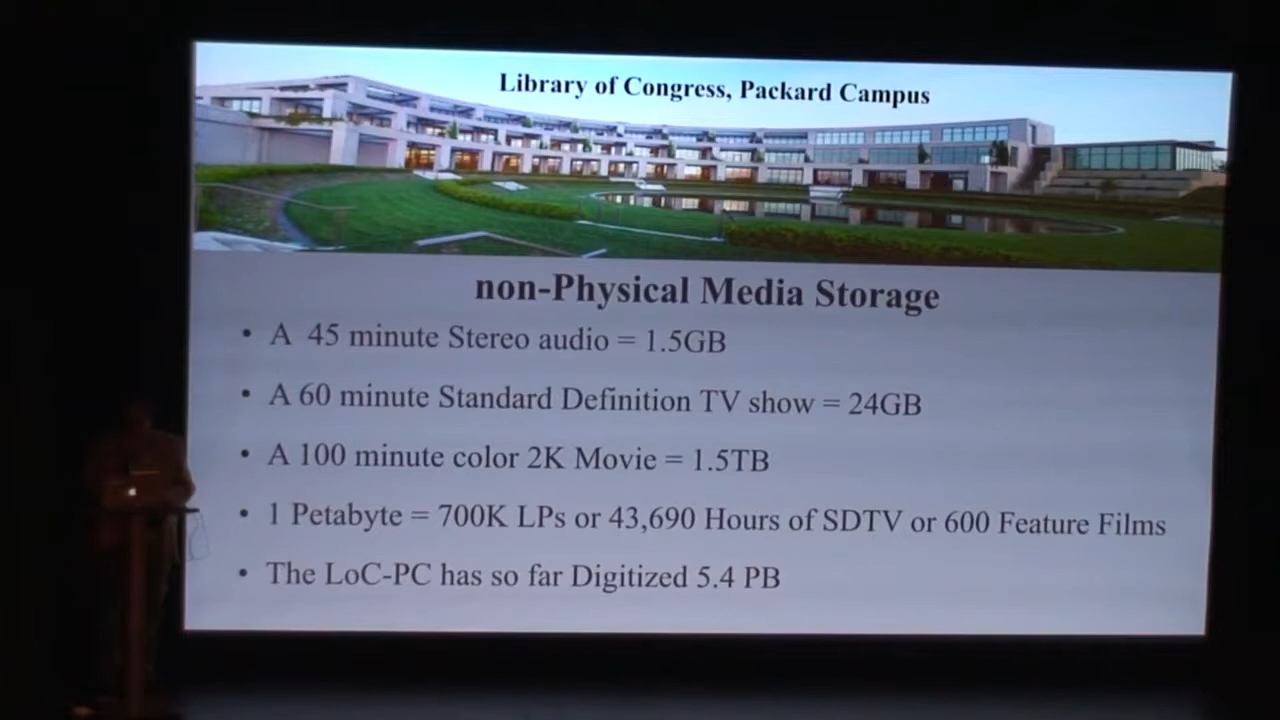 Library of Congress, Packard Campus
non-Physical Media Storage
• A 45 minute Stereo audio = 1.5GB
• A 60 minute Standard Definition TV show = 24GB
• A 100 minute color 2K Movie = 1.5TB
• 1 Petabyte = 700K LPs or 43,690 Hours of SDTV or 600 Feature Films
• The LoC-PC has so far Digitized 5.4 PB